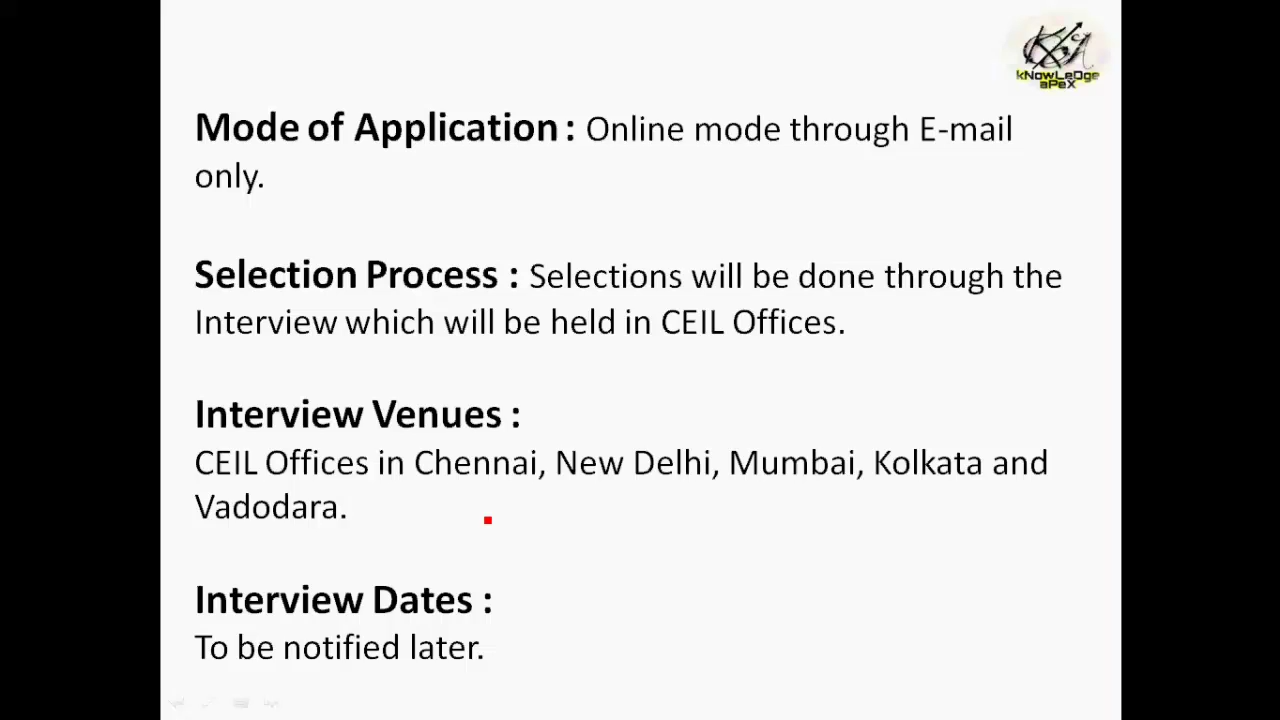 kNowLeDge
aPeX
Mode of Application : Online mode through E-mail
only.
Selection Process : Selections will be done through the
Interview which will be held in CEIL Offices.
Interview Venues :
CEIL Offices in Chennai, New Delhi, Mumbai, Kolkata and
Vadodara.
Interview Dates :
To be notified later.